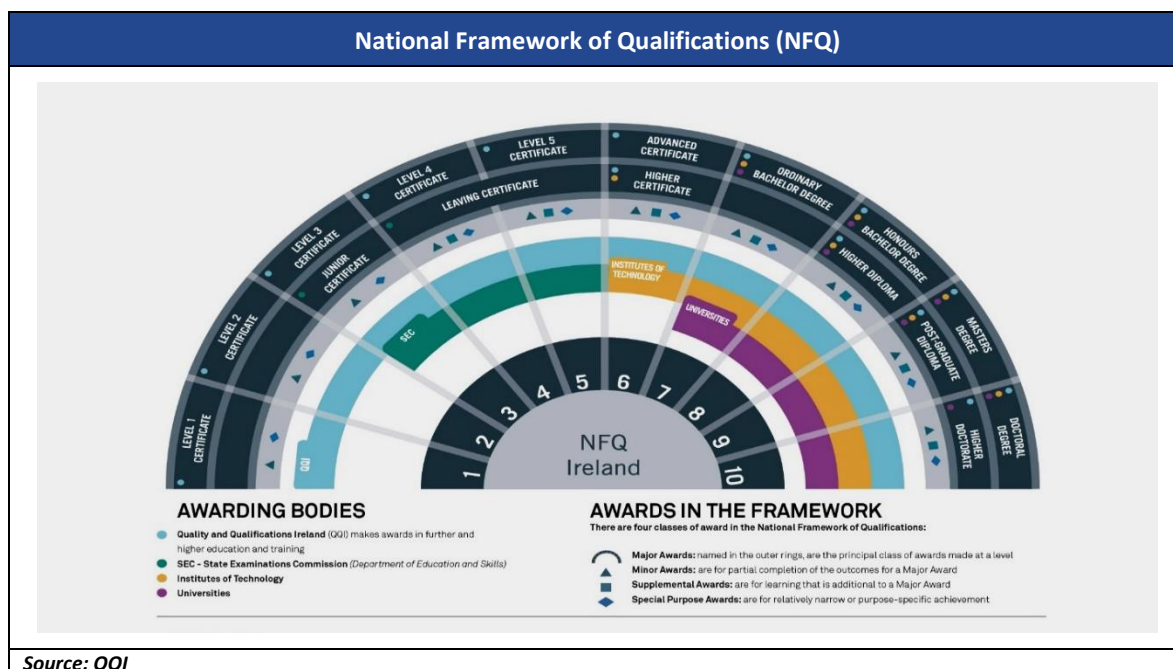 National Framework of Qualifications (NFQ)
LEVEL 1
CERTIFICATE
LEVEL 2
CERTIFICATE
LEVEL 3
CERTIFICATE
LEVEL 4
CERTIFICATE
LEVEL 5
CERTIFICATE
ADVANCED
CERTIFICATE
ORDINARY
BACHELOR DEGREE
HONOURS
BACHELOR DEGREE
MASTERS
DEGREE
DOCTORAL
DEGREE
JUNIOR
CERTIFICATE
LEAVING CERTIFICATE
HIGHER
CERTIFICATE
HIGHER DIPLOMA
POST-GRADUATE
DIPLOMA
HIGHER
DOCTORATE
QQI
SEC
INSTITUTES OF
TECHNOLOGY
UNIVERSITIES
1
2
3
4
5
6
7
8
9
10
NFQ
Ireland
AWARDING BODIES
Quality and Qualifications Ireland (QQI) makes awards in further and
higher education and training
SEC - State Examinations Commission (Department of Education and Skills)
Institutes of Technology
Universities
AWARDS IN THE FRAMEWORK
There are four classes of award in the National Framework of Qualifications:
Major Awards: named in the outer rings, are the principal class of awards made at a level
Minor Awards: are for partial completion of the outcomes for a Major Award
Supplemental Awards: are for learning that is additional to a Major Award
Special Purpose Awards: are for relatively narrow or purpose-specific achievement
Source: QQI